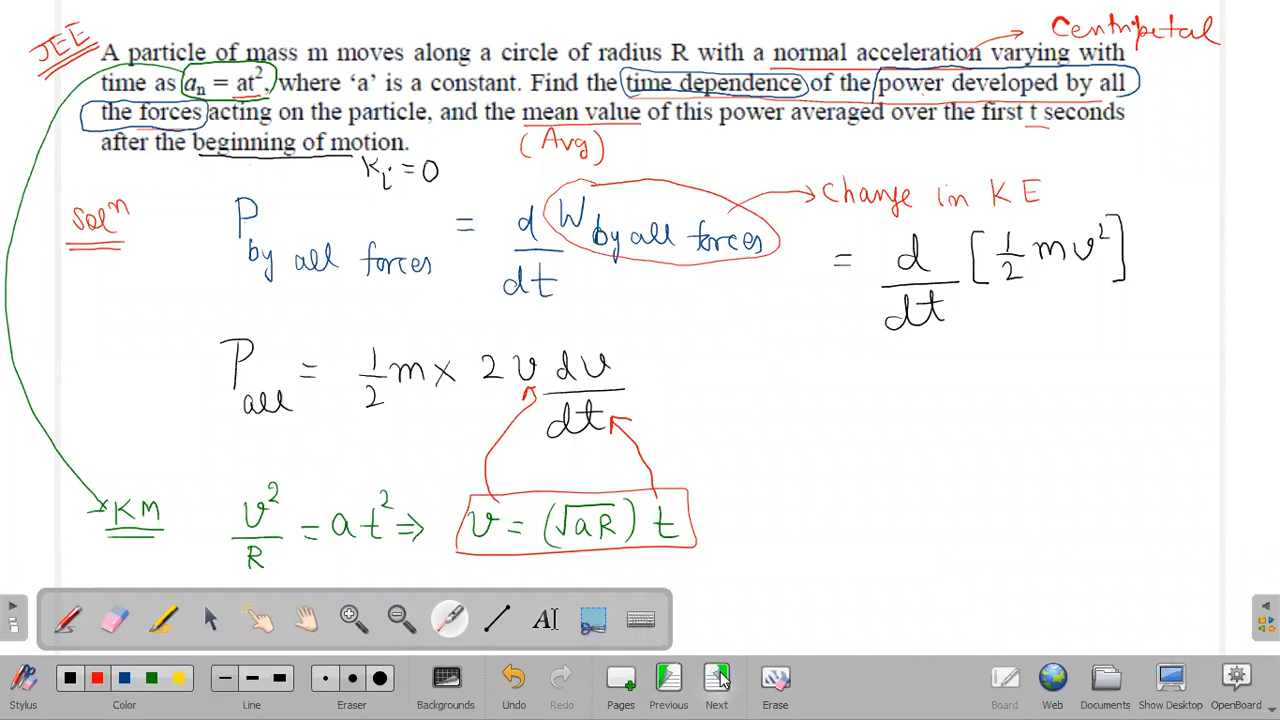 JEE
Centripetal
A particle of mass m moves along a circle of radius R with a normal acceleration varying with
time as aₙ = at², where 'a' is a constant. Find the time dependence of the power developed by all
the forces acting on the particle, and the mean value of this power averaged over the first t seconds
after the beginning of motion.
(Avg)
Kᵢ = 0
Solⁿ
P by all forces = d/dt W by all forces
Change in KE
= d/dt [1/2 mv²]
P all = 1/2 m × 2 v dv/dt
KM
v²/R = at² ⇒ v = (√aR) t
Stylus
Color
Line
Eraser
Backgrounds
Undo
Redo
Pages
Previous
Next
Erase
Board
Web
Documents
Show Desktop
OpenBoard